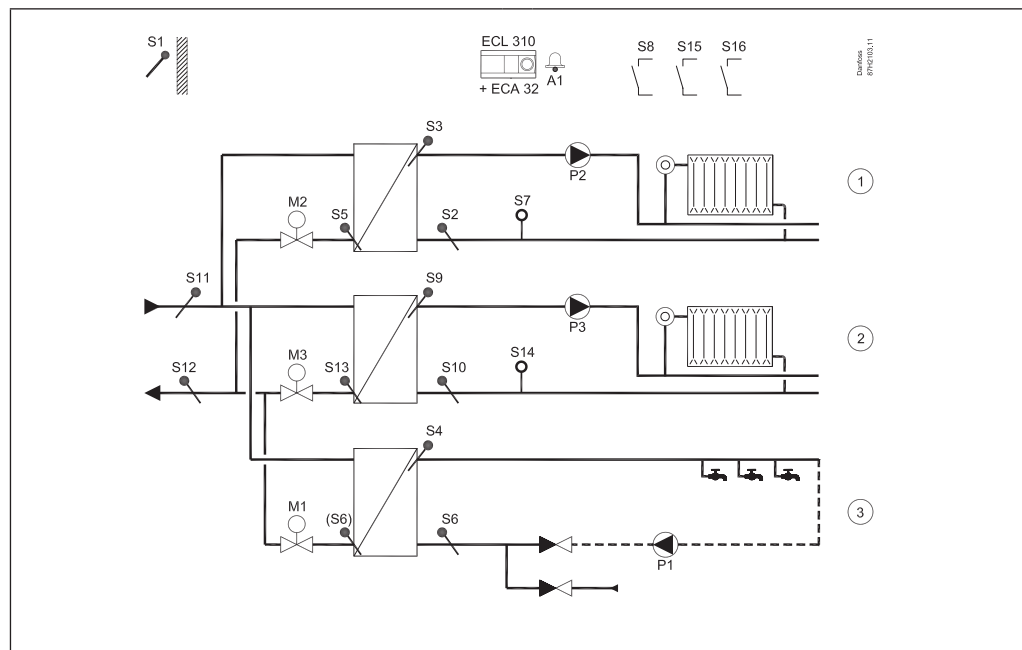 S1
ECL 310
A1
+ ECA 32
S8
S15
S16
Danfoss
87H2103.11
S3
P2
M2
S5
S2
S7
1
S11
S9
P3
S12
M3
S13
S10
S14
2
S4
M1
(S6)
S6
P1
3